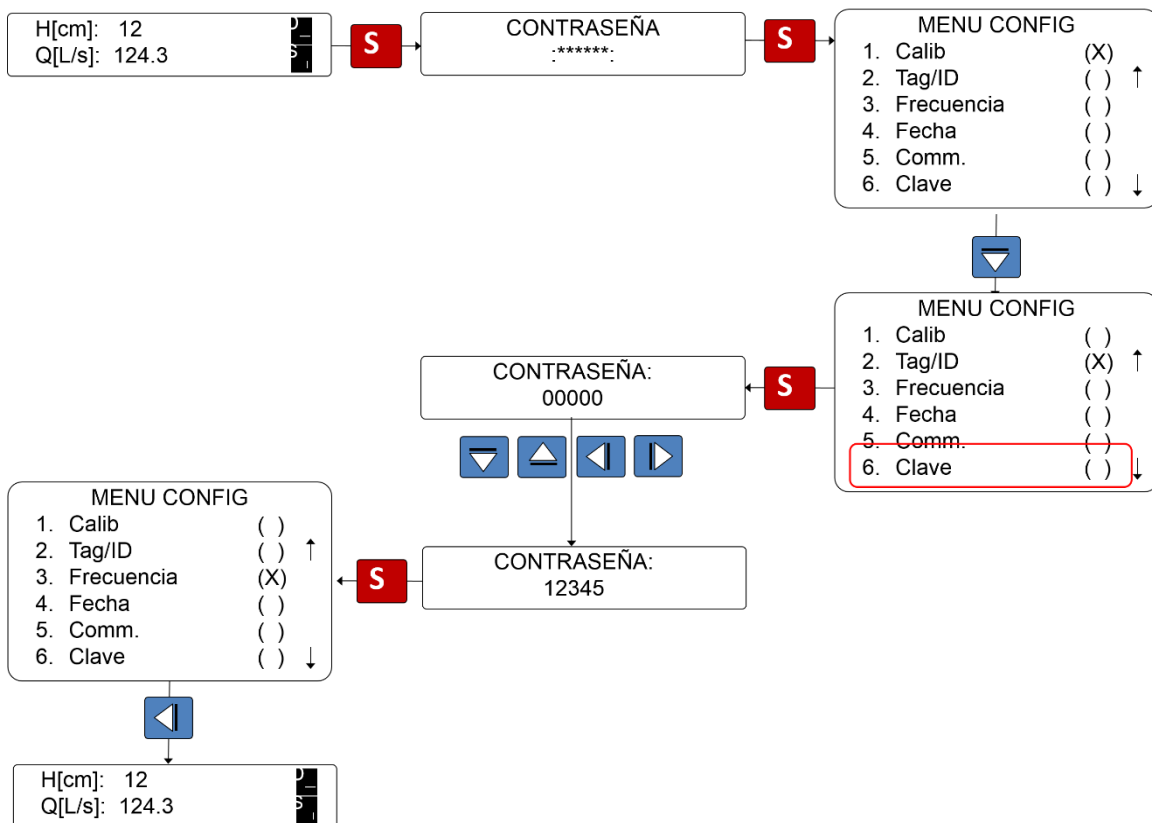 H[cm]: 12
Q[L/s]: 124.3
S
CONTRASEÑA
:******:
S
MENU CONFIG
1. Calib (X)
2. Tag/ID ( ) ↑
3. Frecuencia ( )
4. Fecha ( )
5. Comm. ( )
6. Clave ( ) ↓
MENU CONFIG
1. Calib ( )
2. Tag/ID (X) ↑
3. Frecuencia ( )
4. Fecha ( )
5. Comm. ( )
6. Clave ( ) ↓
S
CONTRASEÑA:
00000
CONTRASEÑA:
12345
S
MENU CONFIG
1. Calib ( )
2. Tag/ID ( ) ↑
3. Frecuencia (X)
4. Fecha ( )
5. Comm. ( )
6. Clave ( ) ↓
H[cm]: 12
Q[L/s]: 124.3